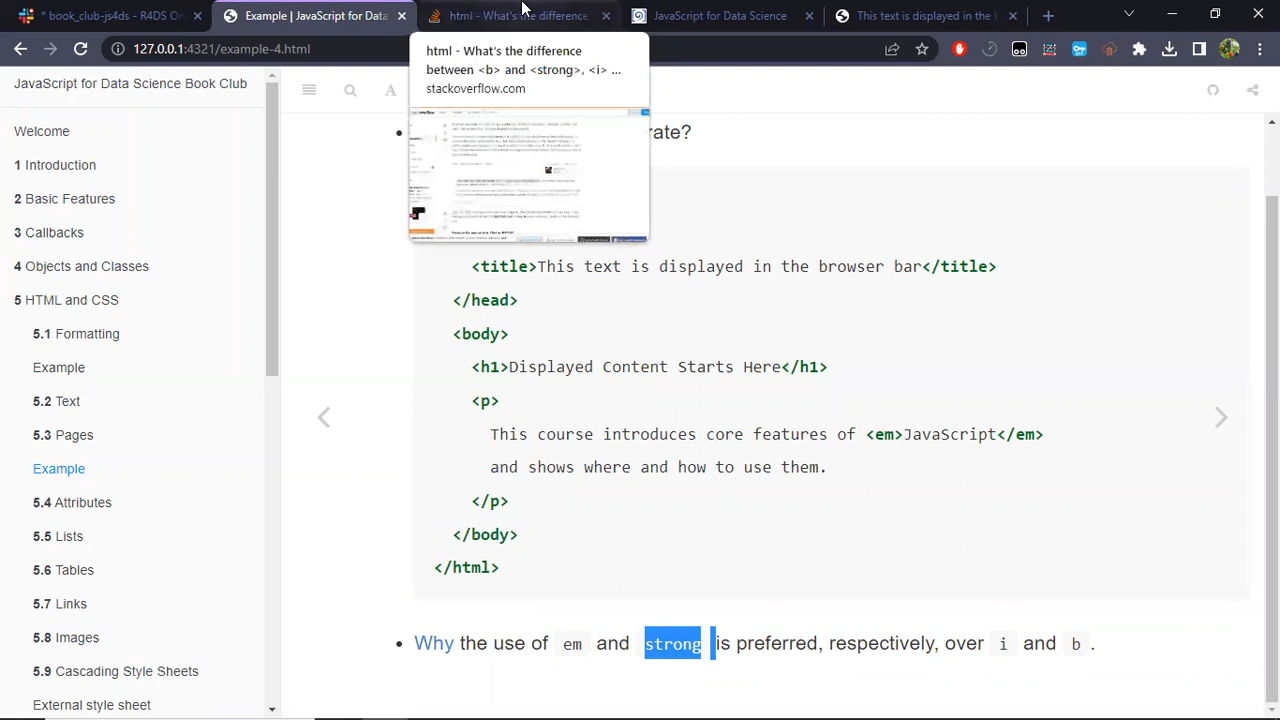 * book_club-js4ds - R4DS O
Example | JavaScript for Data
html - What's the difference
JavaScript for Data Science
This text is displayed in the
127.0.0.1:4321/example-4.html
html - What's the difference
between <b> and <strong>, <i> ...
stackoverflow.com
JavaScript for Data Science Book Club
Welcome
1 Introduction
2 Basic Features
3 Callbacks
4 Objects and Classes
5 HTML and CSS
5.1 Formatting
Example
5.2 Text
5.3 Pages
Example
5.4 Attributes
5.5 Lists
5.6 Tables
5.7 Links
5.8 Images
5.9 Cascading Style Sheets
External style sheet
rate?
<title>This text is displayed in the browser bar</title>
</head>
<body>
<h1>Displayed Content Starts Here</h1>
<p>
This course introduces core features of <em>JavaScript</em>
and shows where and how to use them.
</p>
</body>
</html>
Why the use of em and strong is preferred, respectively, over i and b .